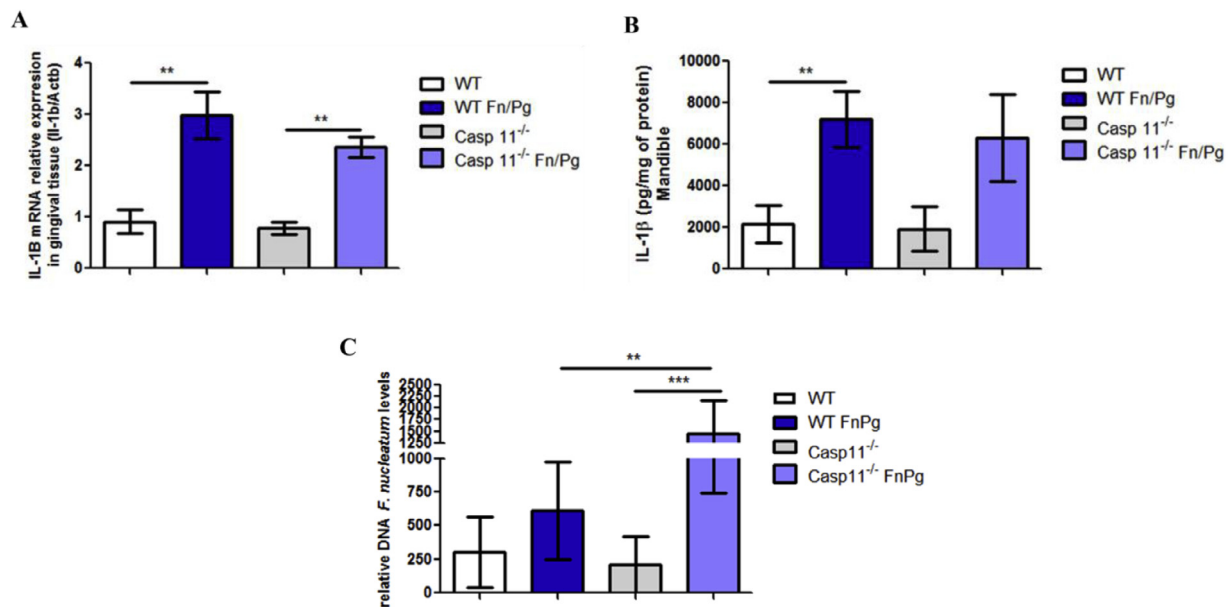 A
IL-1B mRNA relative exprression
in gingival tissue (Il-1b/Actb)
4
3
2
1
0
**
**
WT
WT Fn/Pg
Casp 11-/-
Casp 11-/- Fn/Pg
B
IL-1β (pg/mg of protein)
Mandible
10000
8000
6000
4000
2000
0
**
WT
WT Fn/Pg
Casp 11-/-
Casp 11-/- Fn/Pg
C
relative DNA F. nucleatum levels
2500
2250
2000
1750
1500
1250
1000
750
500
250
0
**
***
WT
WT FnPg
Casp11-/-
Casp11-/- FnPg